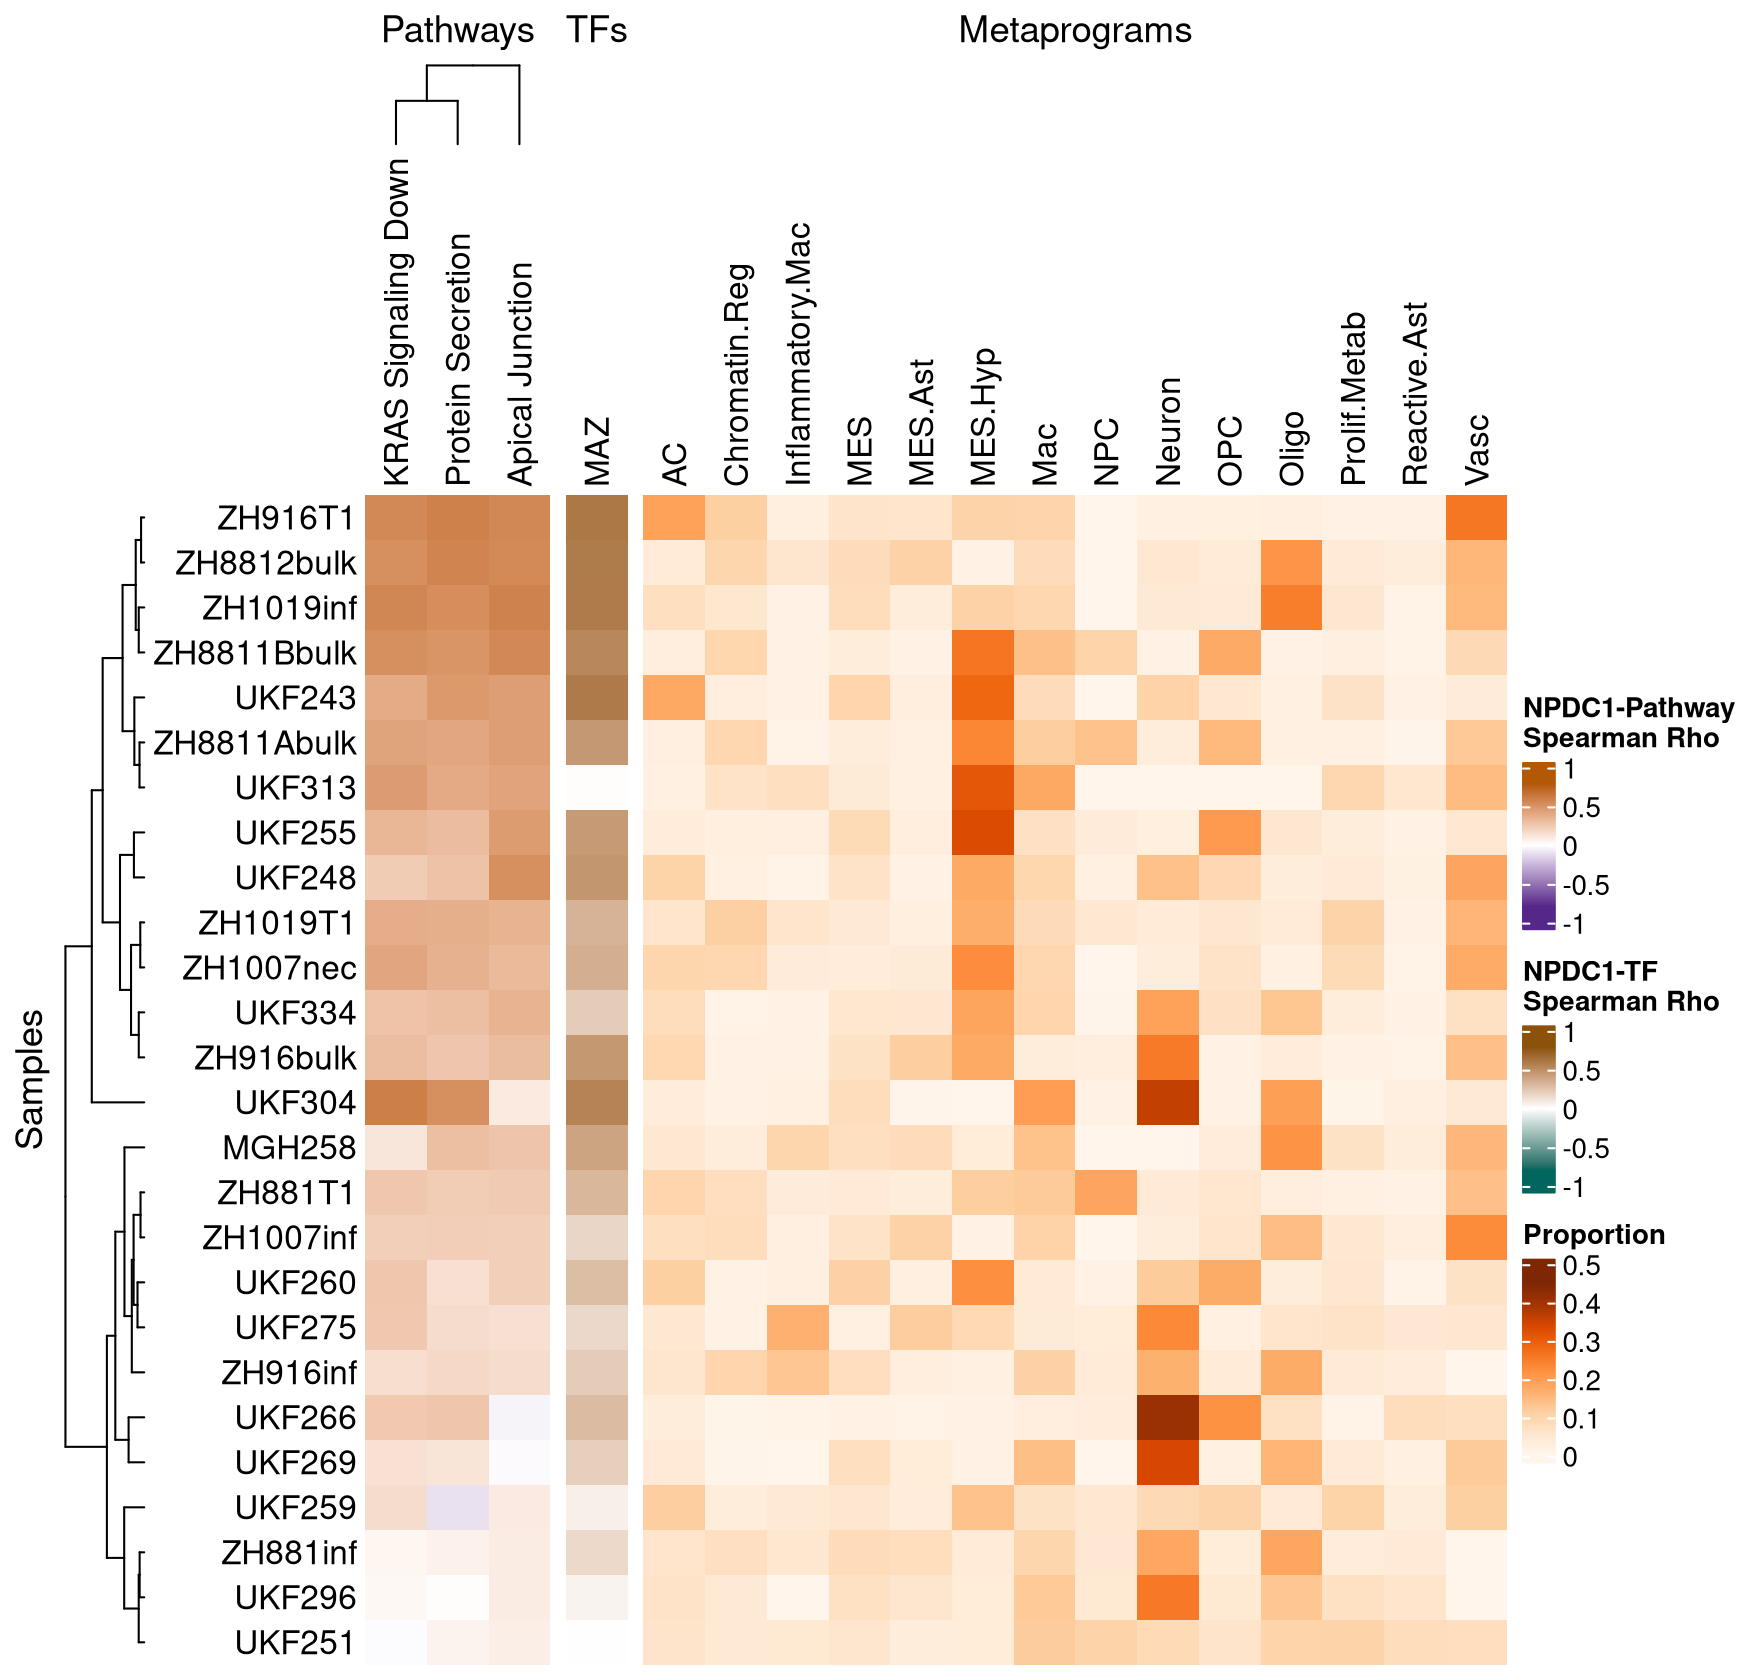 Pathways TFs Metaprograms
KRAS Signaling Down
Protein Secretion
Apical Junction
MAZ
AC
Chromatin.Reg
Inflammatory.Mac
MES
MES.Ast
MES.Hyp
Mac
NPC
Neuron
OPC
Oligo
Prolif.Metab
Reactive.Ast
Vasc
Samples
ZH916T1
ZH8812bulk
ZH1019inf
ZH8811Bbulk
UKF243
ZH8811Abulk
UKF313
UKF255
UKF248
ZH1019T1
ZH1007nec
UKF334
ZH916bulk
UKF304
MGH258
ZH881T1
ZH1007inf
UKF260
UKF275
ZH916inf
UKF266
UKF269
UKF259
ZH881inf
UKF296
UKF251
NPDC1-Pathway
Spearman Rho
1
0.5
0
-0.5
-1
NPDC1-TF
Spearman Rho
1
0.5
0
-0.5
-1
Proportion
0.5
0.4
0.3
0.2
0.1
0